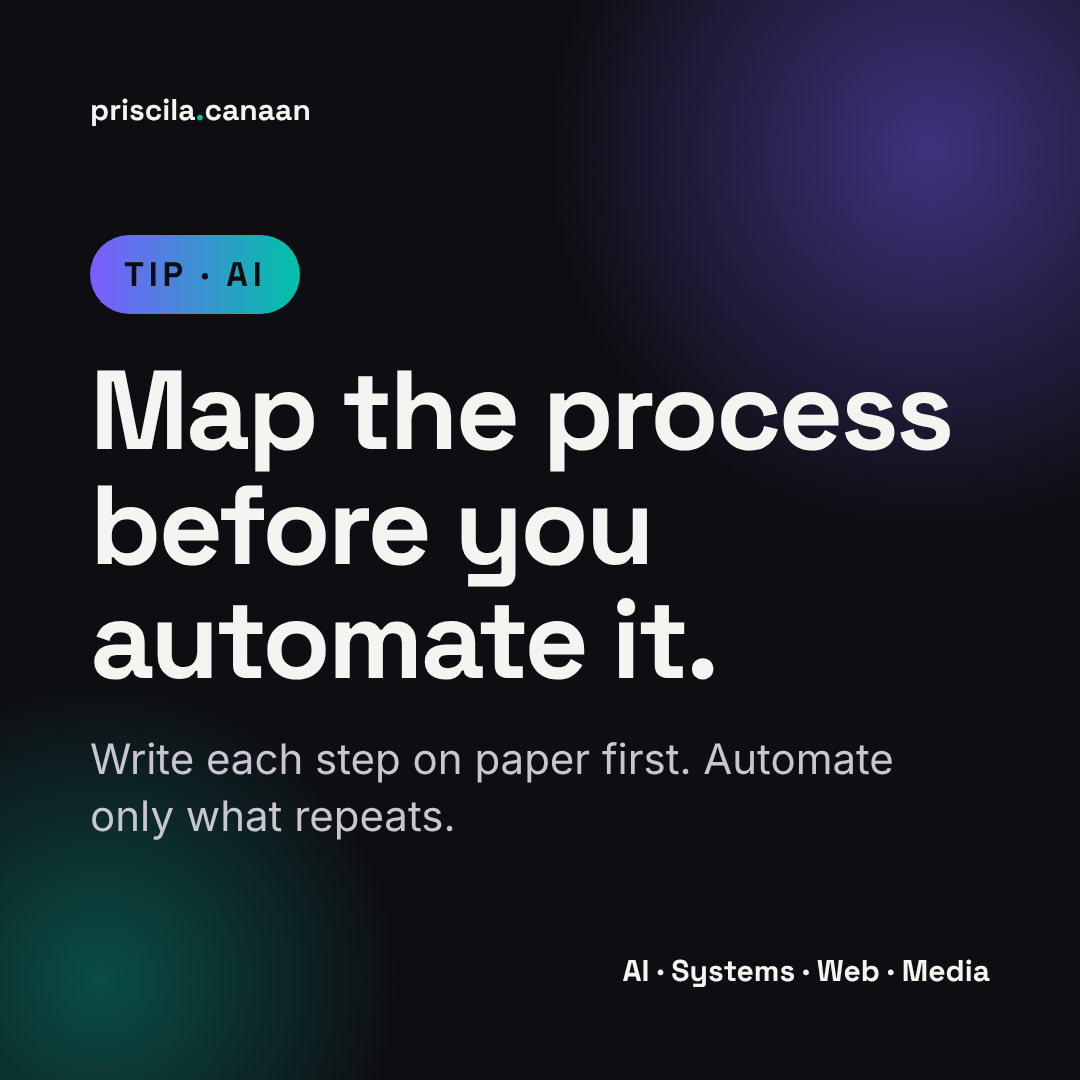 priscila.canaan
TIP · AI
Map the process
before you
automate it.
Write each step on paper first. Automate
only what repeats.
AI · Systems · Web · Media